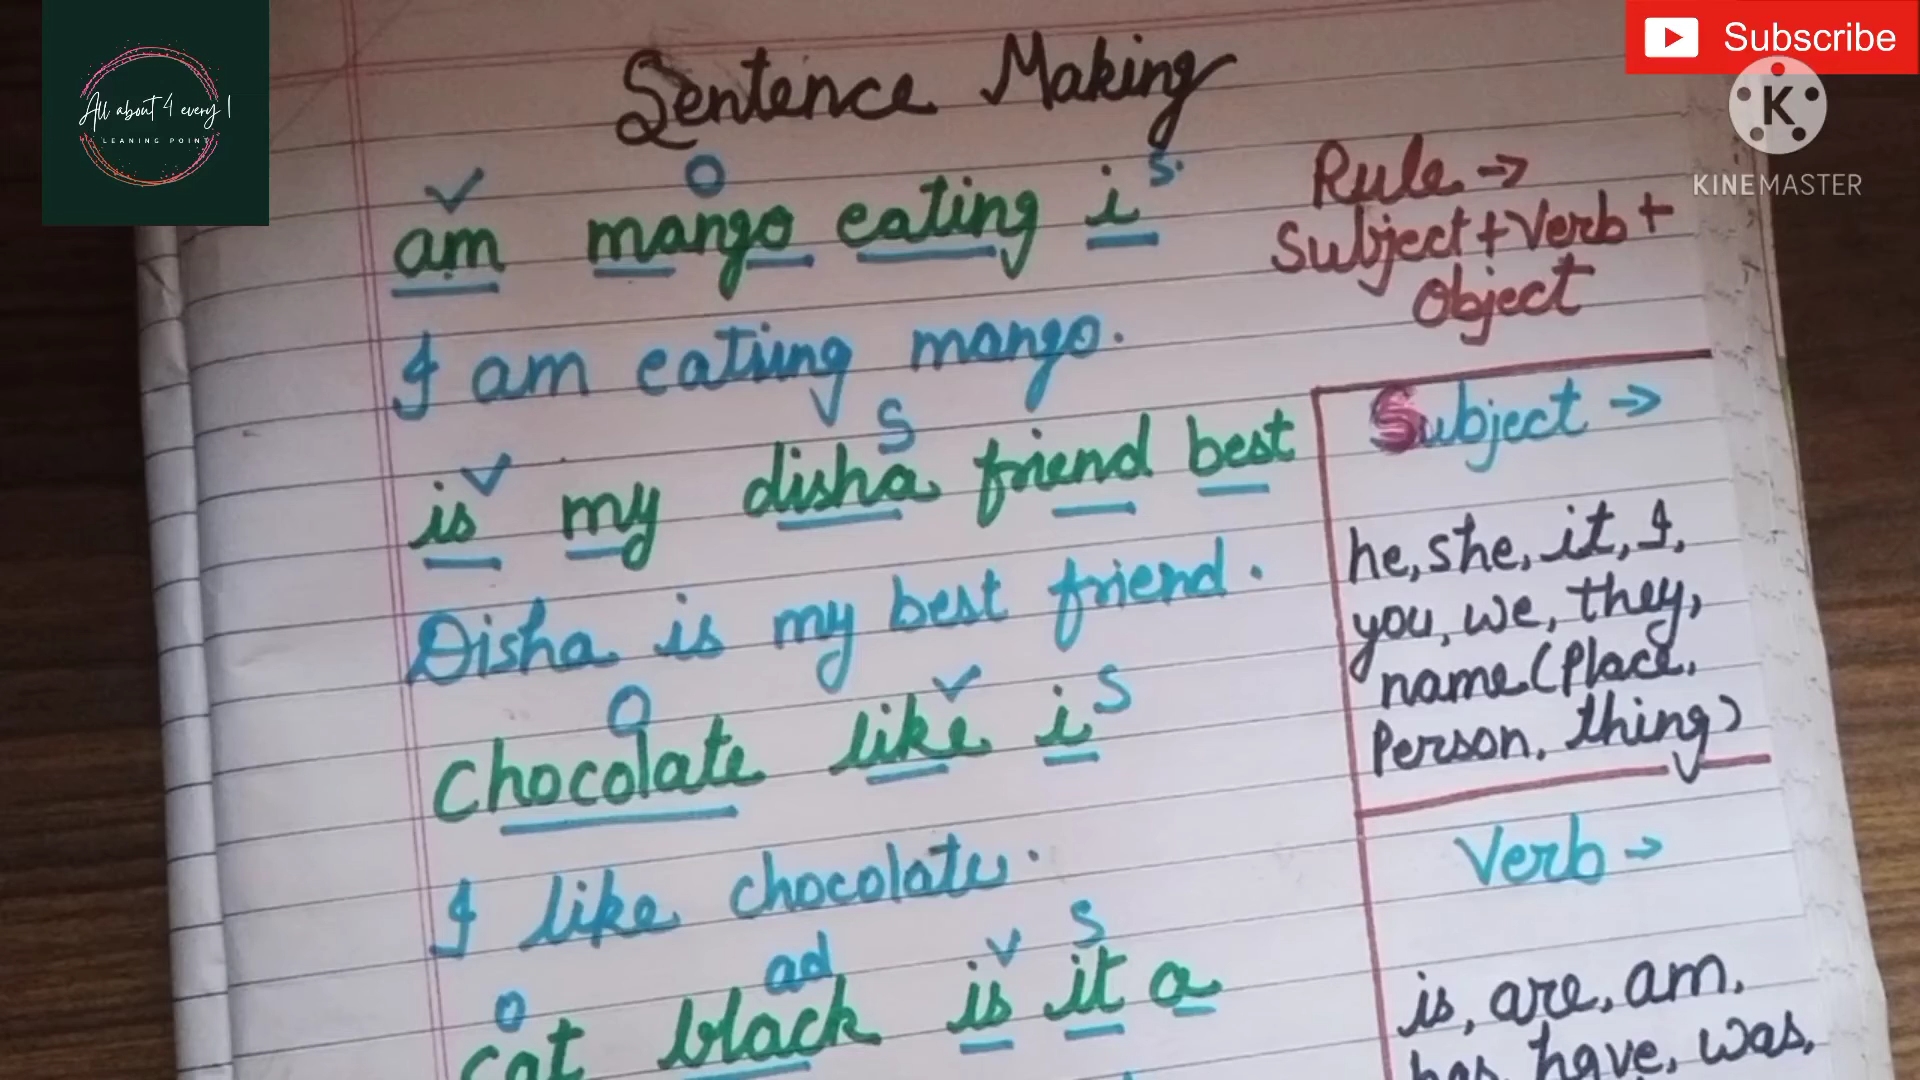 All about 4 every 1
LEANING POINT
Subscribe
K
KINEMASTER
Sentence Making
v o s.
am mango eating i
I am eating mango.
v s
is my disha friend best
Disha is my best friend.
o v s
chocolate like i
I like chocolate.
o ad v s
cat black is it a
Rule →
Subject + Verb +
Object
Subject →
he, she, it, I,
you, we, they,
name (Place,
Person, thing)
Verb →
is, are, am,
has, have, was,